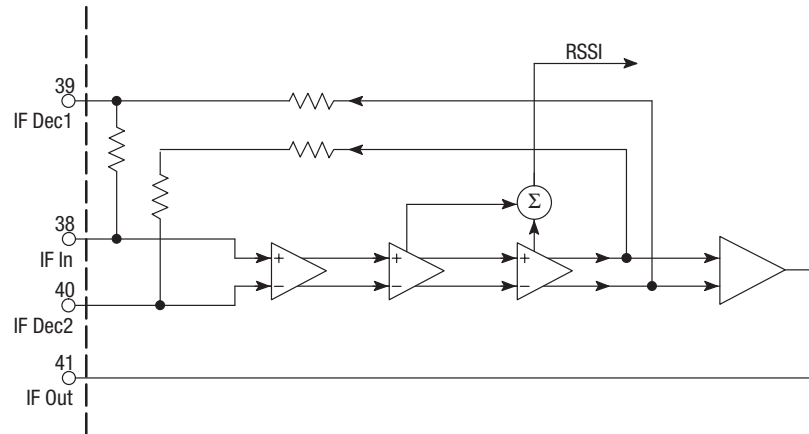 RSSI
39
IF Dec1
Σ
38
IF In
40
IF Dec2
41
IF Out
+
−
+
−
+
−